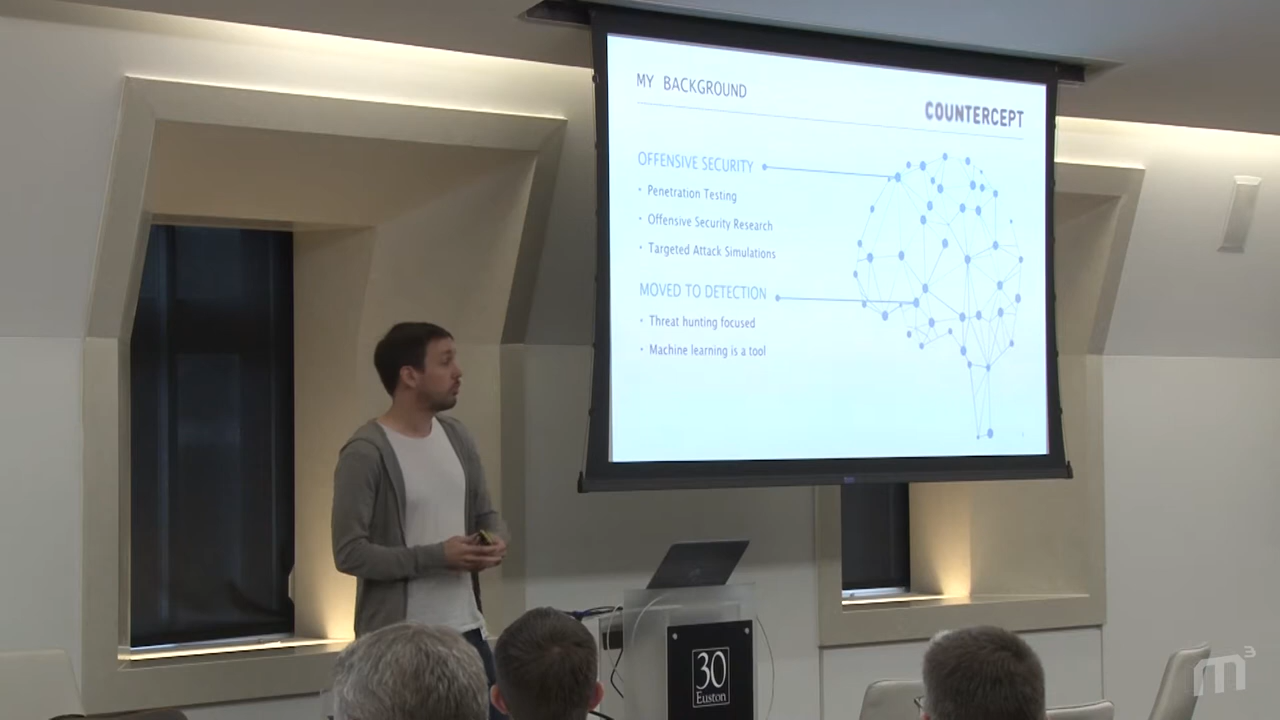 MY BACKGROUND
COUNTERCEPT
OFFENSIVE SECURITY
• Penetration Testing
• Offensive Security Research
• Targeted Attack Simulations
MOVED TO DETECTION
• Threat hunting focused
• Machine learning is a tool
30
Euston
m3